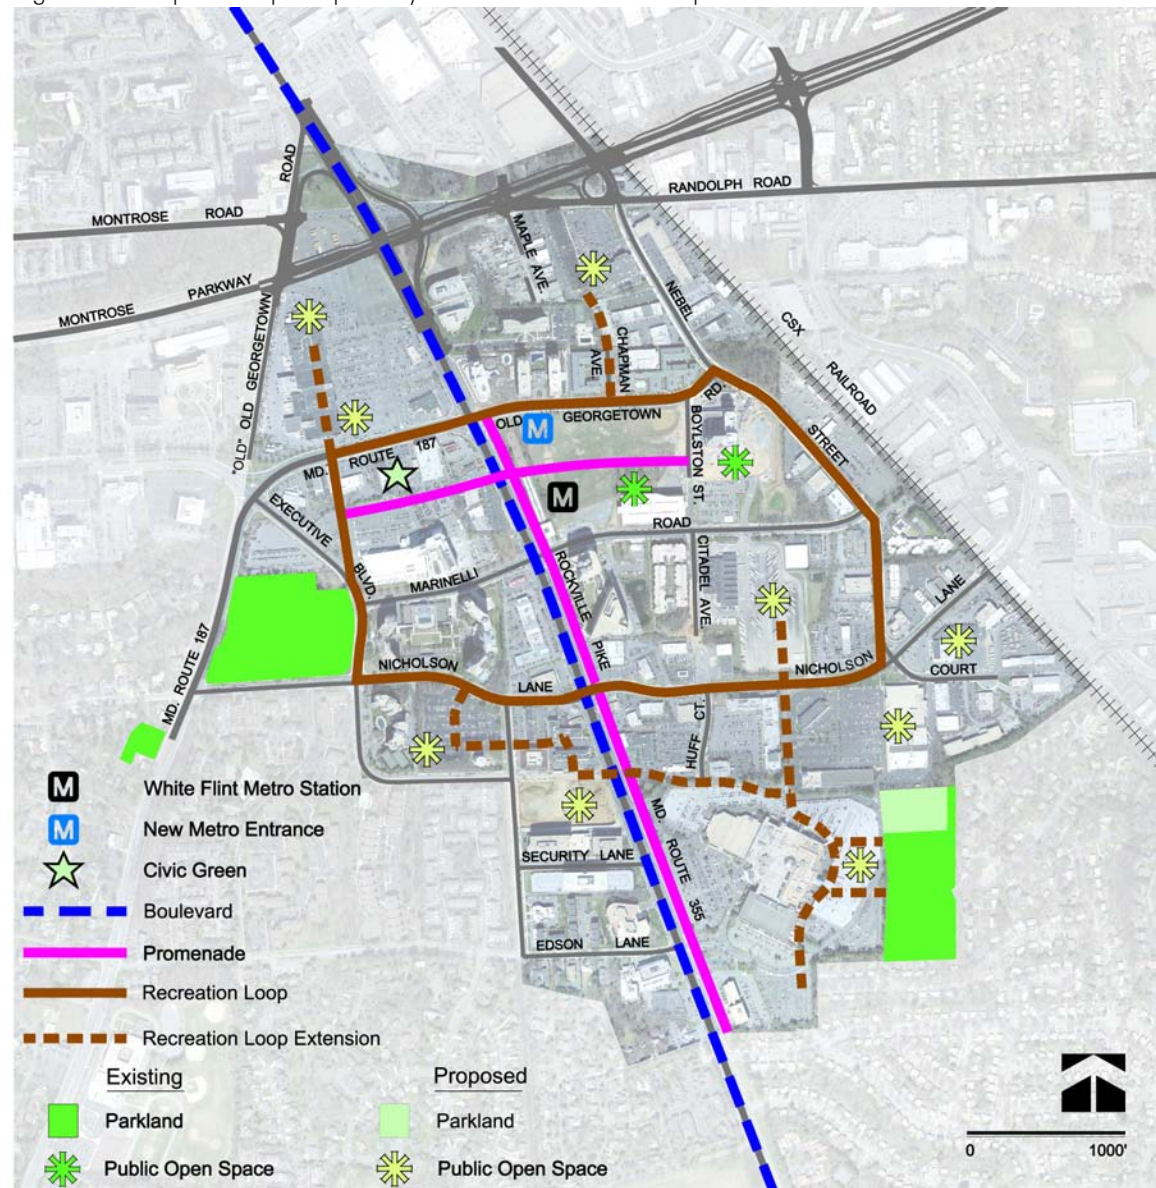 ROAD
MONTROSE ROAD
RANDOLPH ROAD
MAPLE AVE.
MONTROSE PARKWAY
NEBEL
CSX
RAILROAD
"OLD" OLD GEORGETOWN
CHAPMAN
AVE.
OLD GEORGETOWN RD.
MD. ROUTE 187
BOYLSTON ST.
STREET
M
M
EXECUTIVE
BLVD.
MARINELLI
ROAD
ROCKVILLE
PIKE
CITADEL AVE.
LANE
MD. ROUTE 187
NICHOLSON
LANE
NICHOLSON
COURT
HUFF CT.
MD. ROUTE 355
SECURITY LANE
EDSON LANE
M White Flint Metro Station
M New Metro Entrance
Civic Green
Boulevard
Promenade
Recreation Loop
Recreation Loop Extension
Existing Proposed
Parkland Parkland
Public Open Space Public Open Space
0 1000'